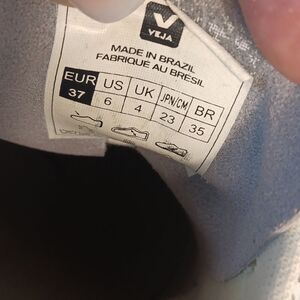 VEJA
MADE IN BRAZIL
FABRIQUE AU BRESIL
EUR US UK JPN/CM BR
37 6 4 23 35